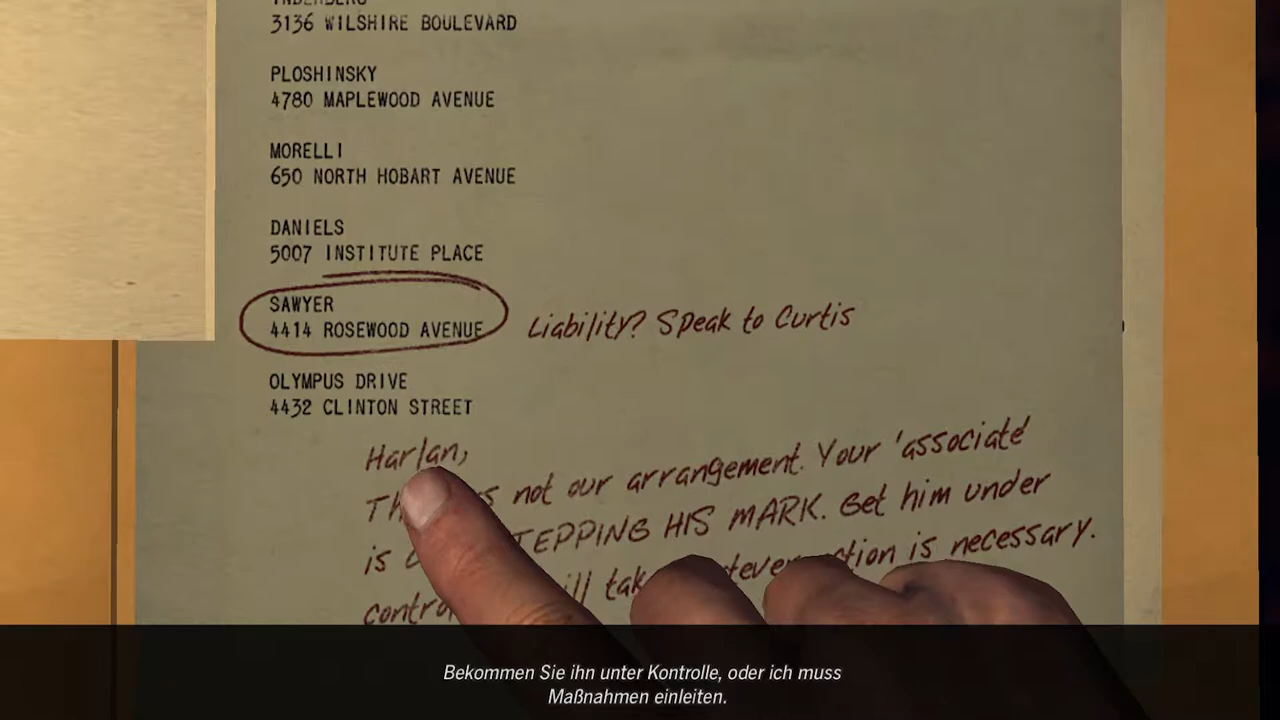 3136 WILSHIRE BOULEVARD
PLOSHINSKY
4780 MAPLEWOOD AVENUE
MORELLI
650 NORTH HOBART AVENUE
DANIELS
5007 INSTITUTE PLACE
SAWYER
4414 ROSEWOOD AVENUE
Liability? Speak to Curtis
OLYMPUS DRIVE
4432 CLINTON STREET
Harlan,
not our arrangement. Your 'associate'
is HIS MARK. Get him under
is necessary.
Bekommen Sie ihn unter Kontrolle, oder ich muss
Maßnahmen einleiten.